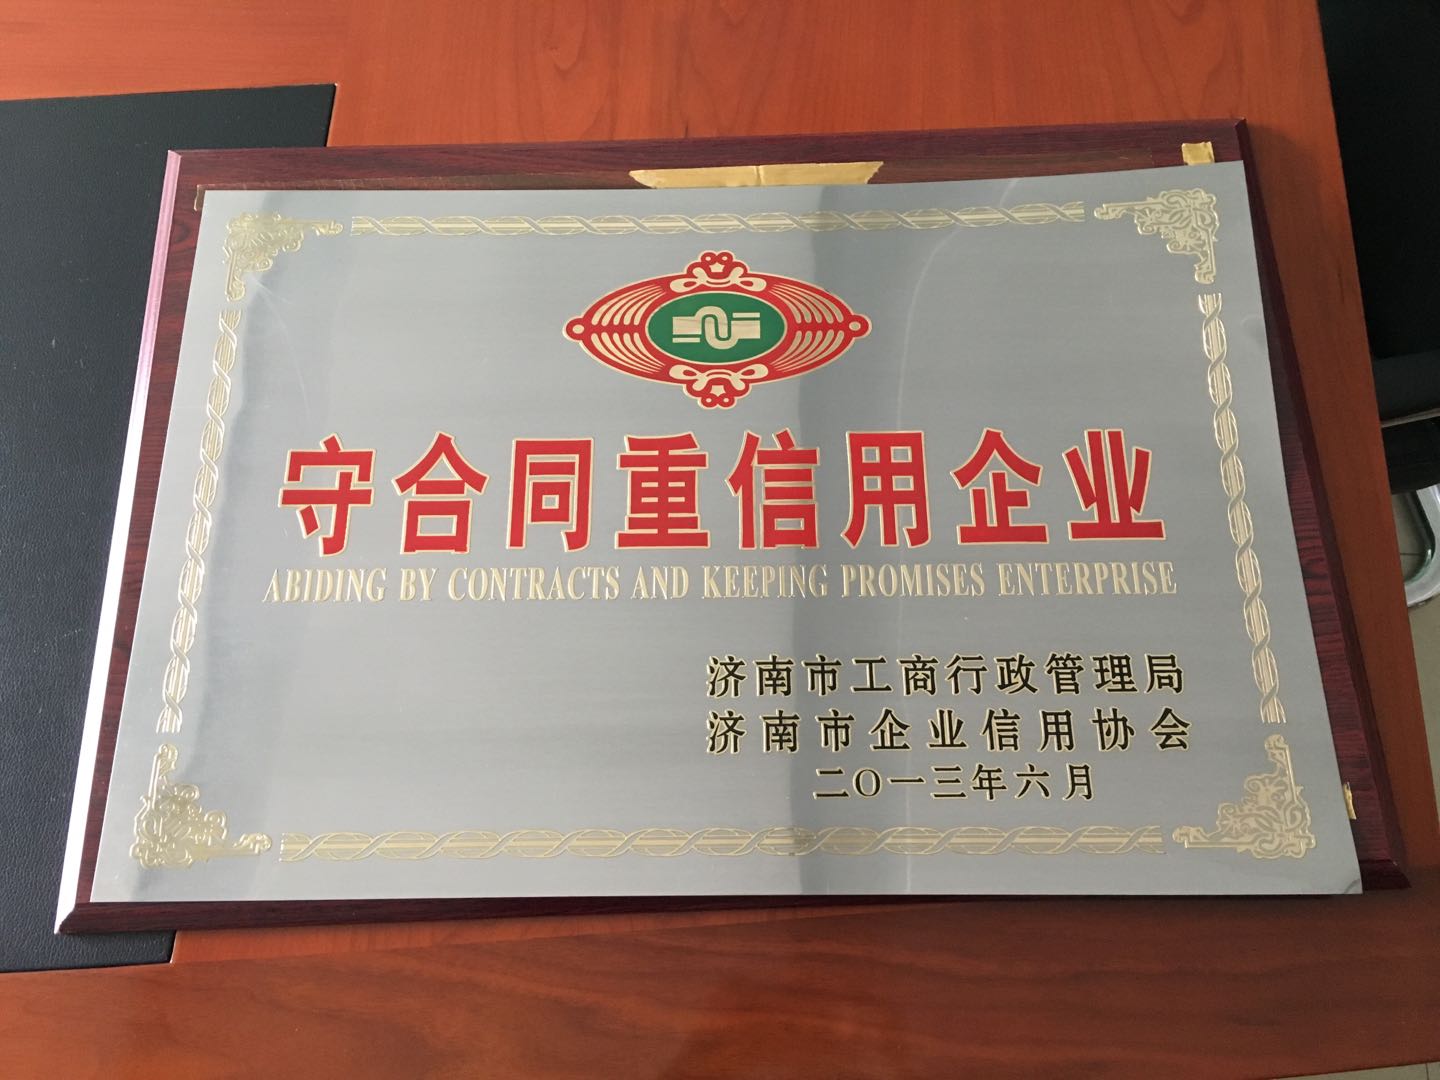 守合同重信用企业
ABIDING BY CONTRACTS AND KEEPING PROMISES ENTERPRISE
济南市工商行政管理局
济南市企业信用协会
二〇一三年六月